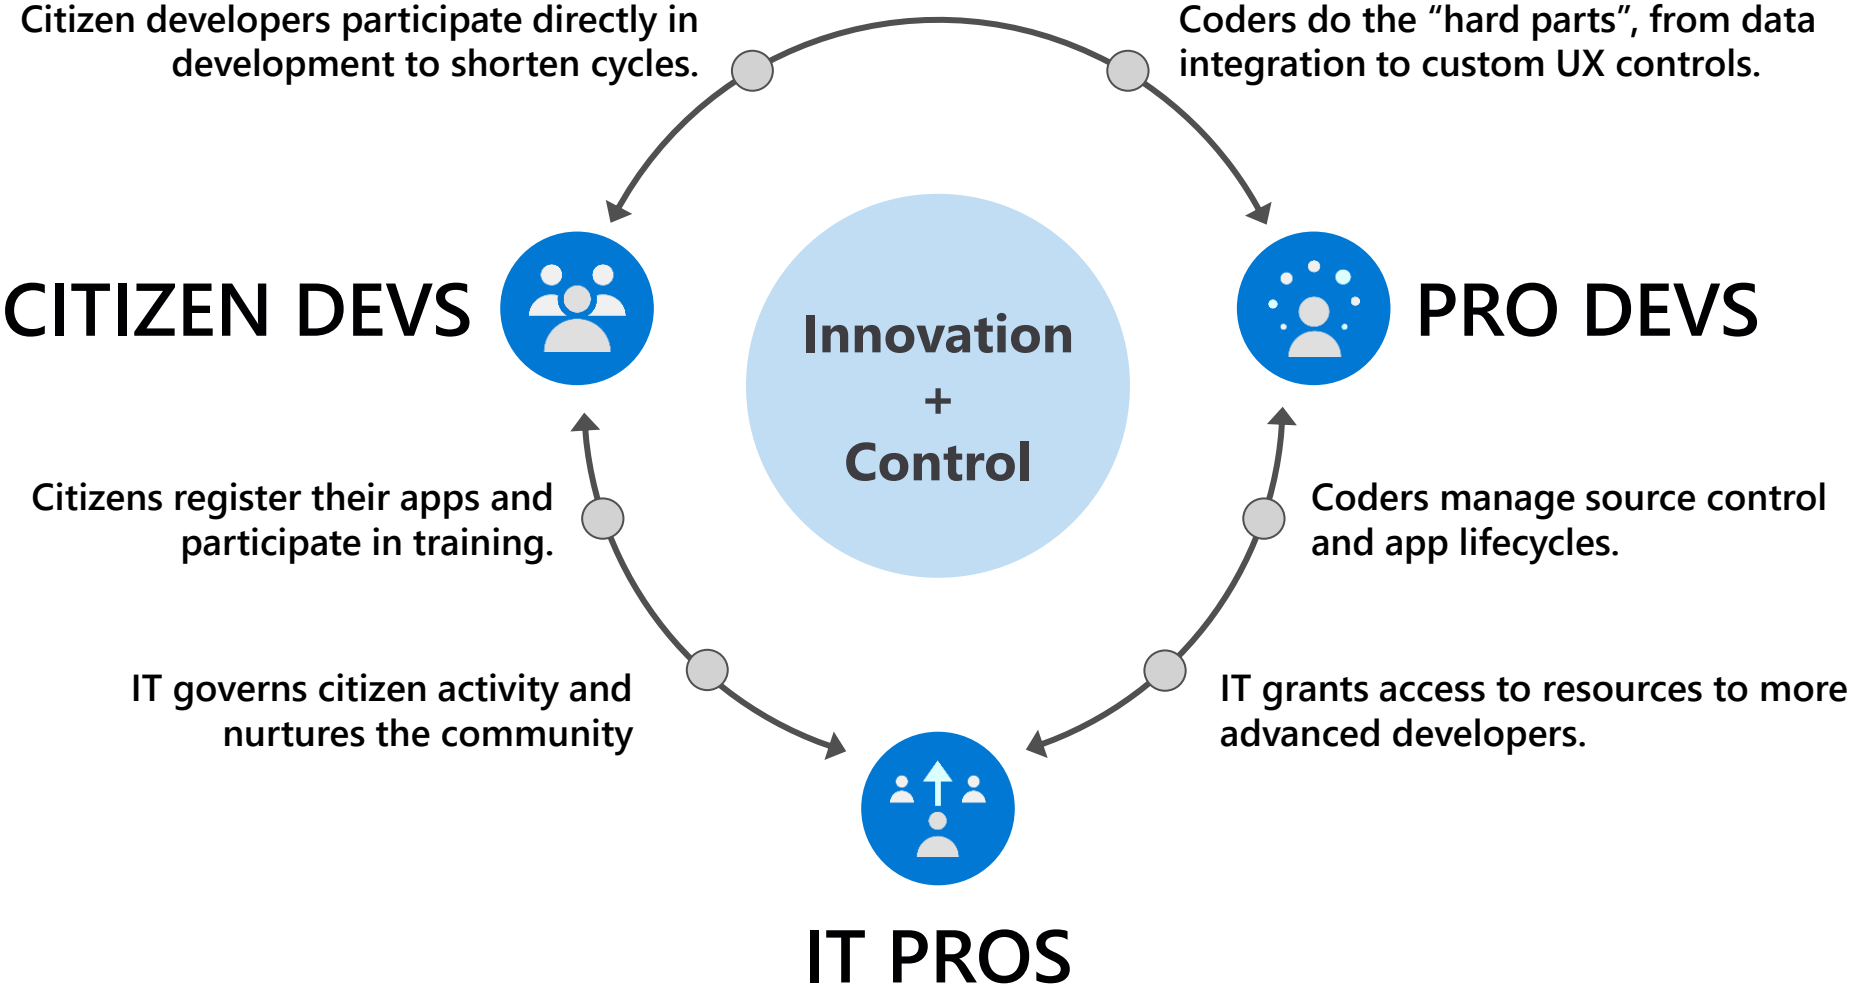 Citizen developers participate directly in
development to shorten cycles.
Coders do the “hard parts”, from data
integration to custom UX controls.
CITIZEN DEVS
Innovation
+
Control
PRO DEVS
Citizens register their apps and
participate in training.
Coders manage source control
and app lifecycles.
IT governs citizen activity and
nurtures the community
IT grants access to resources to more
advanced developers.
IT PROS